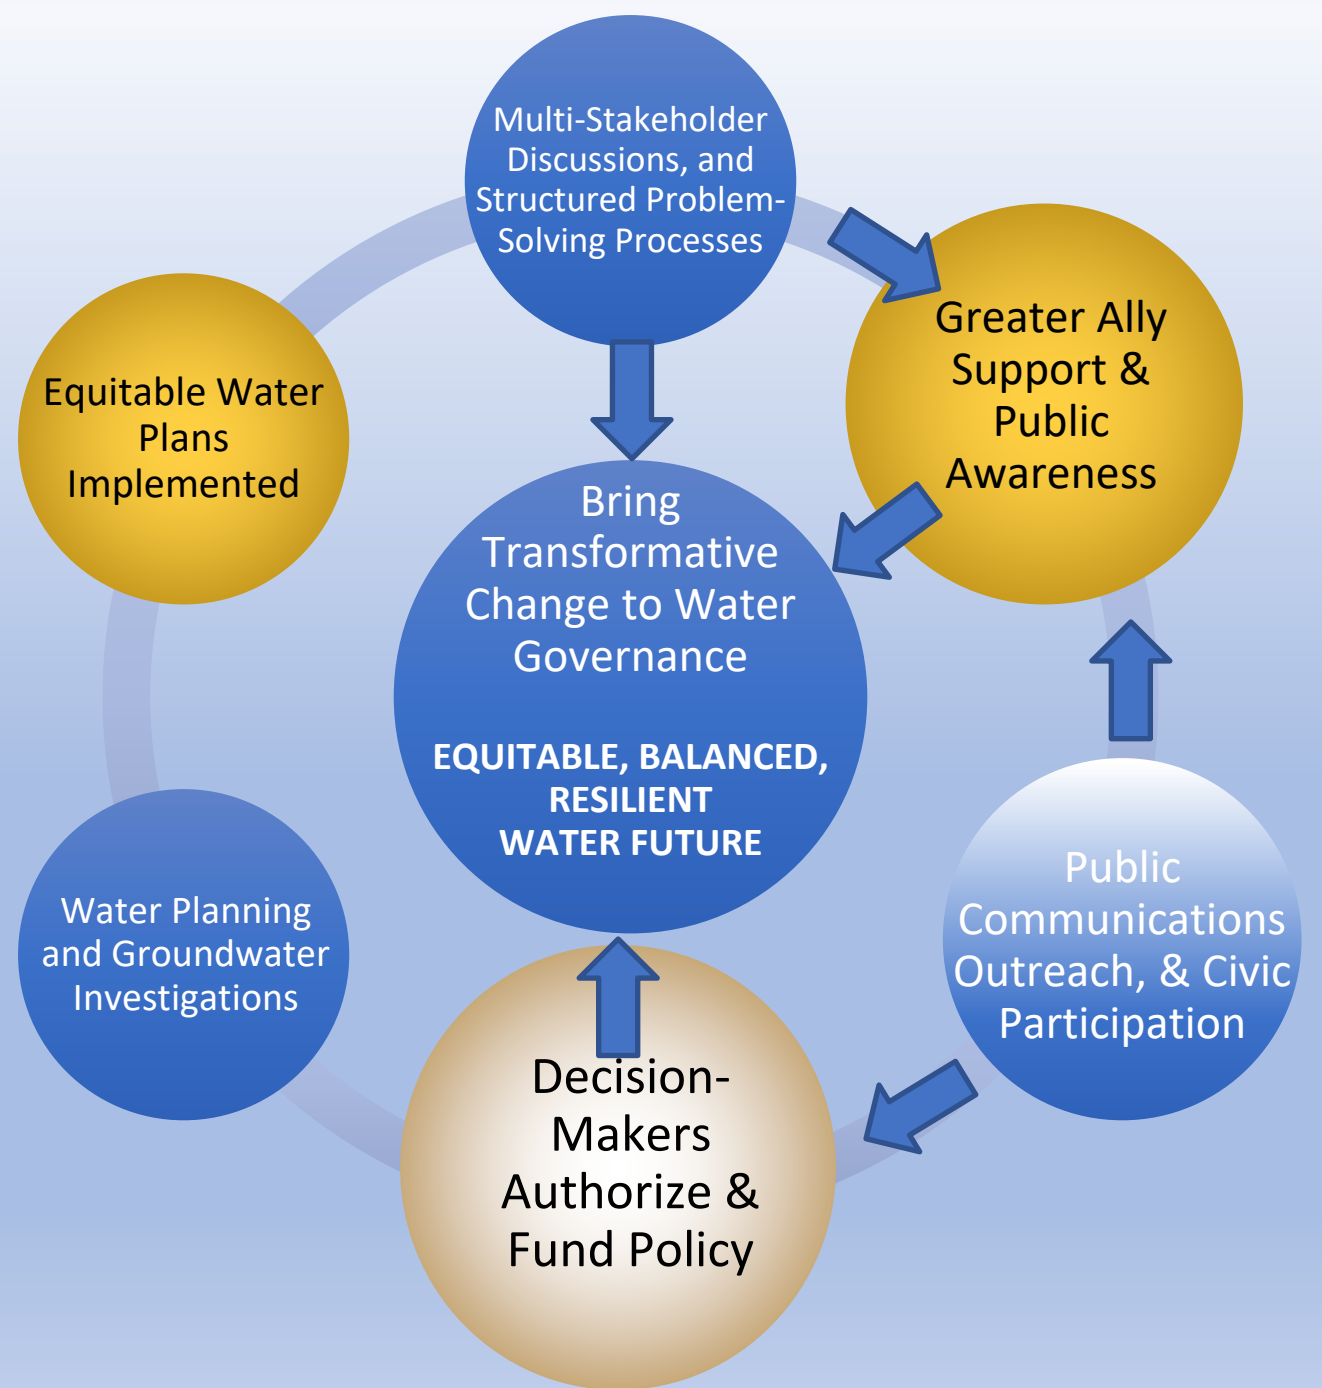 Multi-Stakeholder
Discussions, and
Structured Problem-
Solving Processes
Greater Ally
Support &
Public
Awareness
Equitable Water
Plans
Implemented
Bring
Transformative
Change to Water
Governance
EQUITABLE, BALANCED,
RESILIENT
WATER FUTURE
Public
Communications
Outreach, & Civic
Participation
Water Planning
and Groundwater
Investigations
Decision-
Makers
Authorize &
Fund Policy